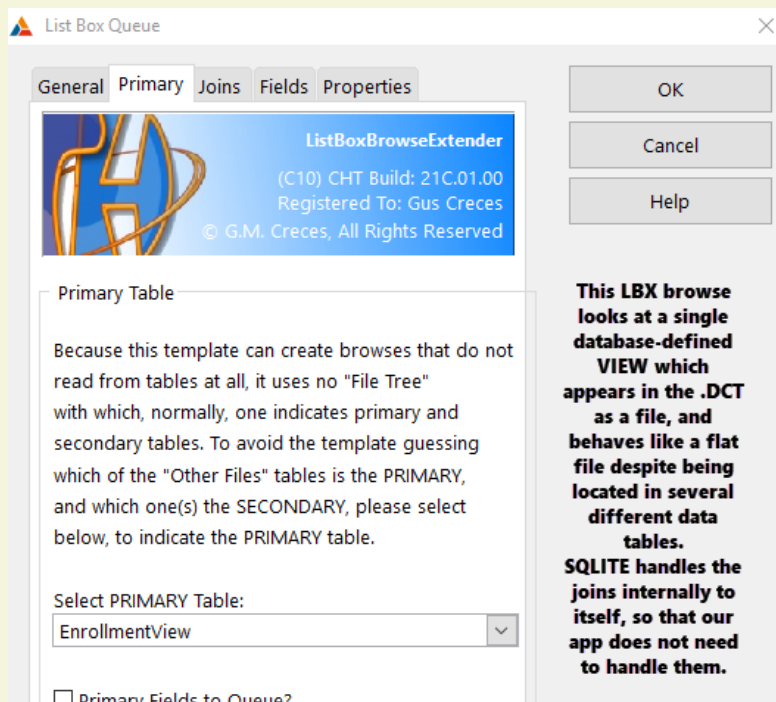 List Box Queue
General Primary Joins Fields Properties
ListBoxBrowseExtender
(C10) CHT Build: 21C.01.00
Registered To: Gus Creces
© G.M. Creces, All Rights Reserved
OK
Cancel
Help
Primary Table
Because this template can create browses that do not
read from tables at all, it uses no "File Tree"
with which, normally, one indicates primary and
secondary tables. To avoid the template guessing
which of the "Other Files" tables is the PRIMARY,
and which one(s) the SECONDARY, please select
below, to indicate the PRIMARY table.
Select PRIMARY Table:
EnrollmentView
Primary Fields to Queue?
This LBX browse
looks at a single
database-defined
VIEW which
appears in the .DCT
as a file, and
behaves like a flat
file despite being
located in several
different data
tables.
SQLITE handles the
joins internally to
itself, so that our
app does not need
to handle them.